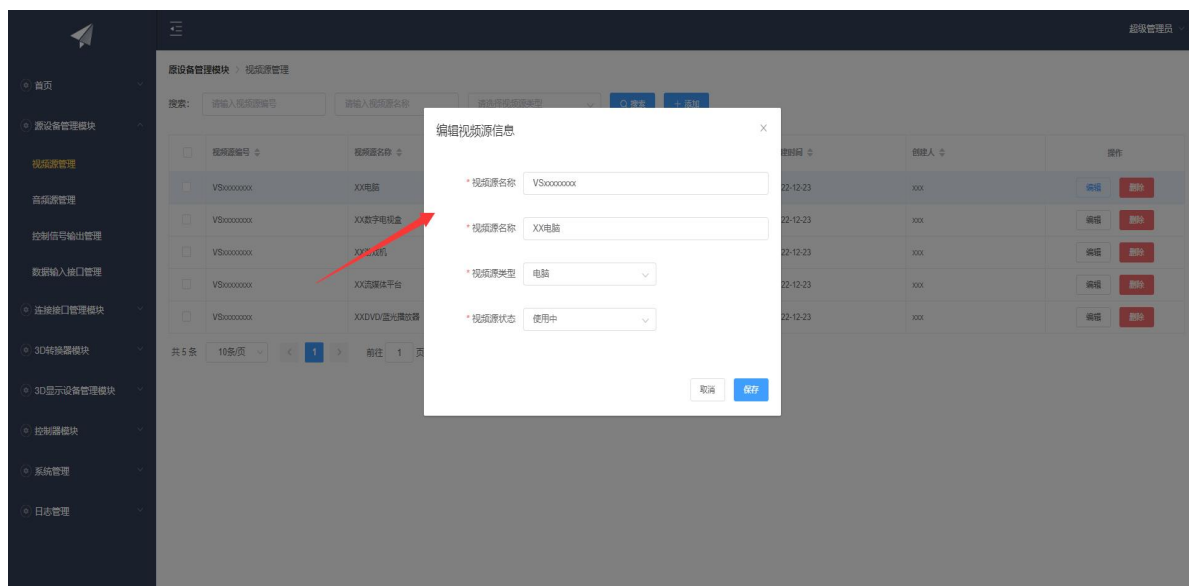 超级管理员
原设备管理模块 视频源管理
首页
搜索: 请输入视频源编号 请输入视频源名称 请选择视频源类型 搜索 + 添加
源设备管理模块
视频源管理
音频源管理
控制信号输出管理
数据输入接口管理
连接接口管理模块
3D转换器模块
3D显示设备管理模块
控制器模块
系统管理
日志管理
视频源编号 视频源名称 建时间 创建人 操作
VSxxxxxxxx XX电脑 22-12-23 xxx 编辑 删除
VSxxxxxxxx XX数字电视盒 22-12-23 xxx 编辑 删除
VSxxxxxxxx XX游戏机 22-12-23 xxx 编辑 删除
VSxxxxxxxx XX流媒体平台 22-12-23 xxx 编辑 删除
VSxxxxxxxx XXDVD/蓝光播放器 22-12-23 xxx 编辑 删除
共 5 条 10条/页 < 1 > 前往 1 页
编辑视频源信息 ×
* 视频源名称 VSxxxxxxxx
* 视频源名称 XX电脑
* 视频源类型 电脑
* 视频源状态 使用中
取消 保存